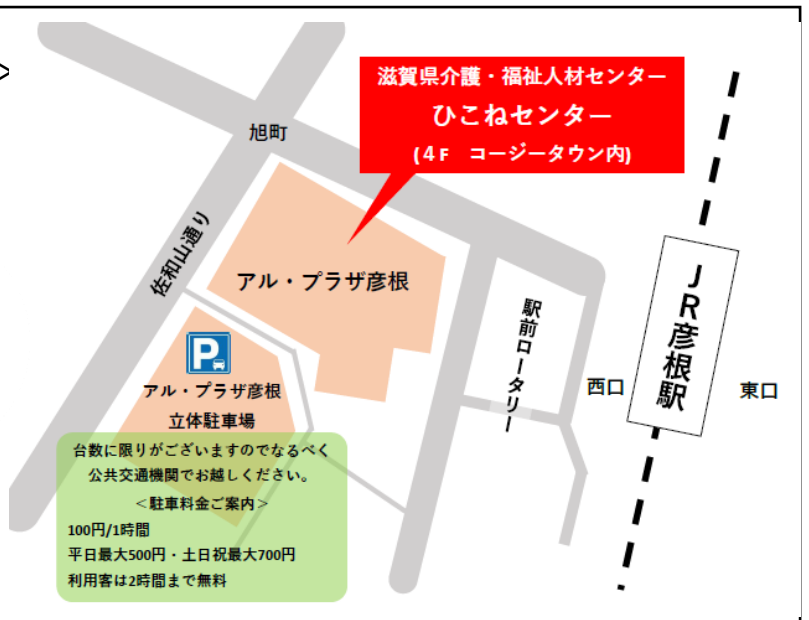 >
滋賀県介護・福祉人材センター
ひこねセンター
(４F　コージータウン内)
旭町
佐和山通り
アル・プラザ彦根
駅前ロータリー
JR彦根駅
西口
東口
P
アル・プラザ彦根
立体駐車場
台数に限りがございますのでなるべく
公共交通機関でお越しください。
＜駐車料金ご案内＞
100円/1時間
平日最大500円・土日祝最大700円
利用客は2時間まで無料